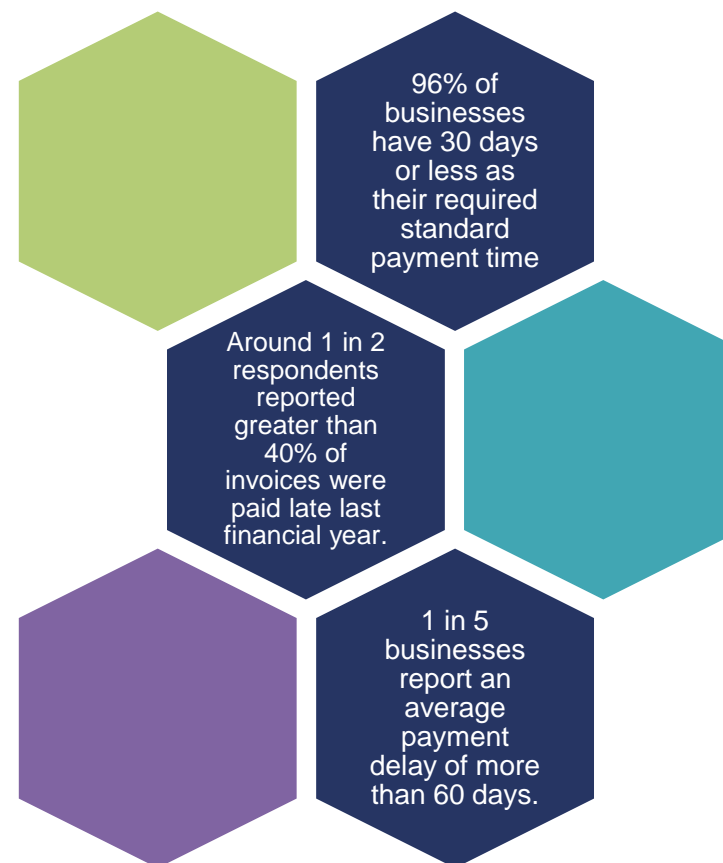 96% of
businesses
have 30 days
or less as
their required
standard
payment time
Around 1 in 2
respondents
reported
greater than
40% of
invoices were
paid late last
financial year.
1 in 5
businesses
report an
average
payment
delay of more
than 60 days.